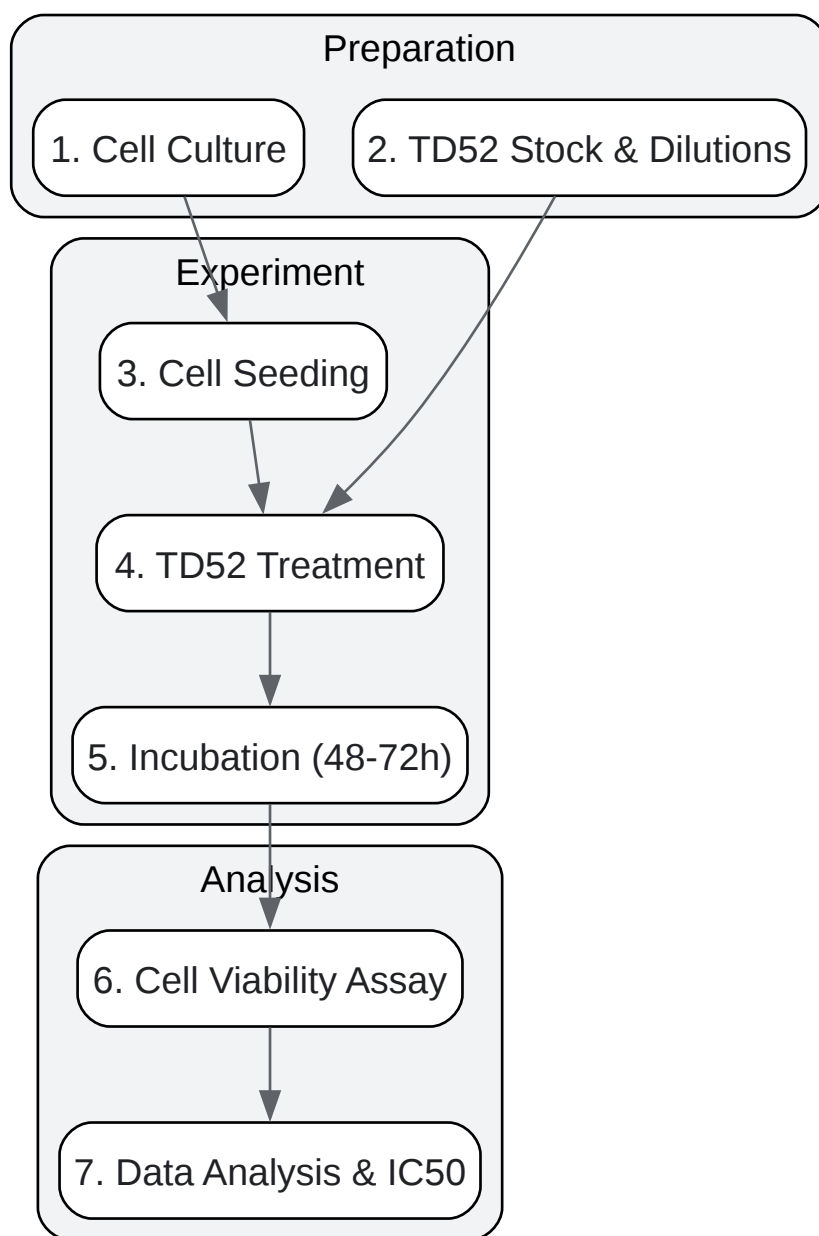 Preparation
1. Cell Culture
2. TD52 Stock & Dilutions
Experiment
3. Cell Seeding
4. TD52 Treatment
5. Incubation (48-72h)
Analysis
6. Cell Viability Assay
7. Data Analysis & IC50